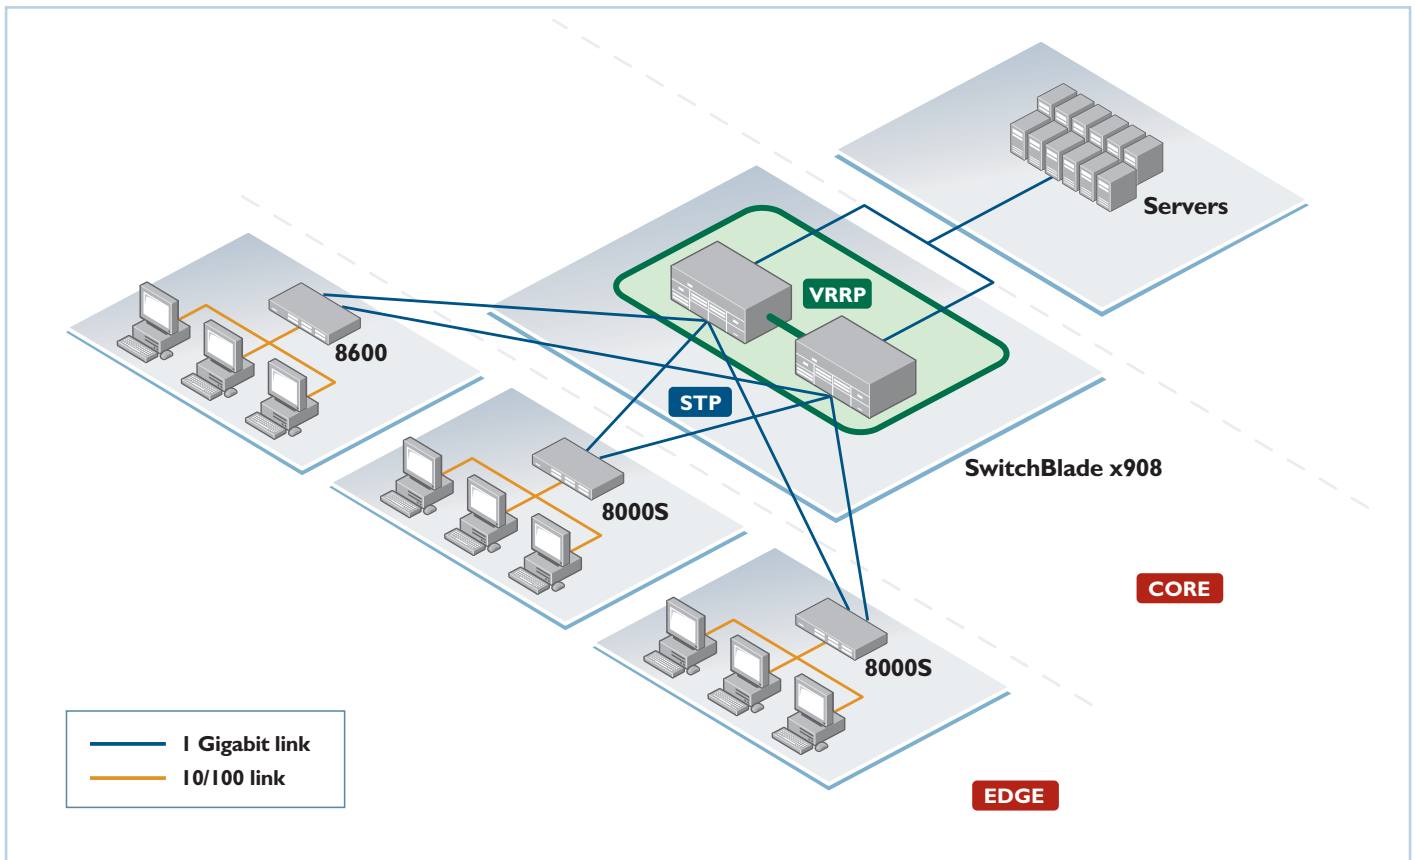 Servers
VRRP
8600
STP
SwitchBlade x908
8000S
CORE
8000S
1 Gigabit link
10/100 link
EDGE